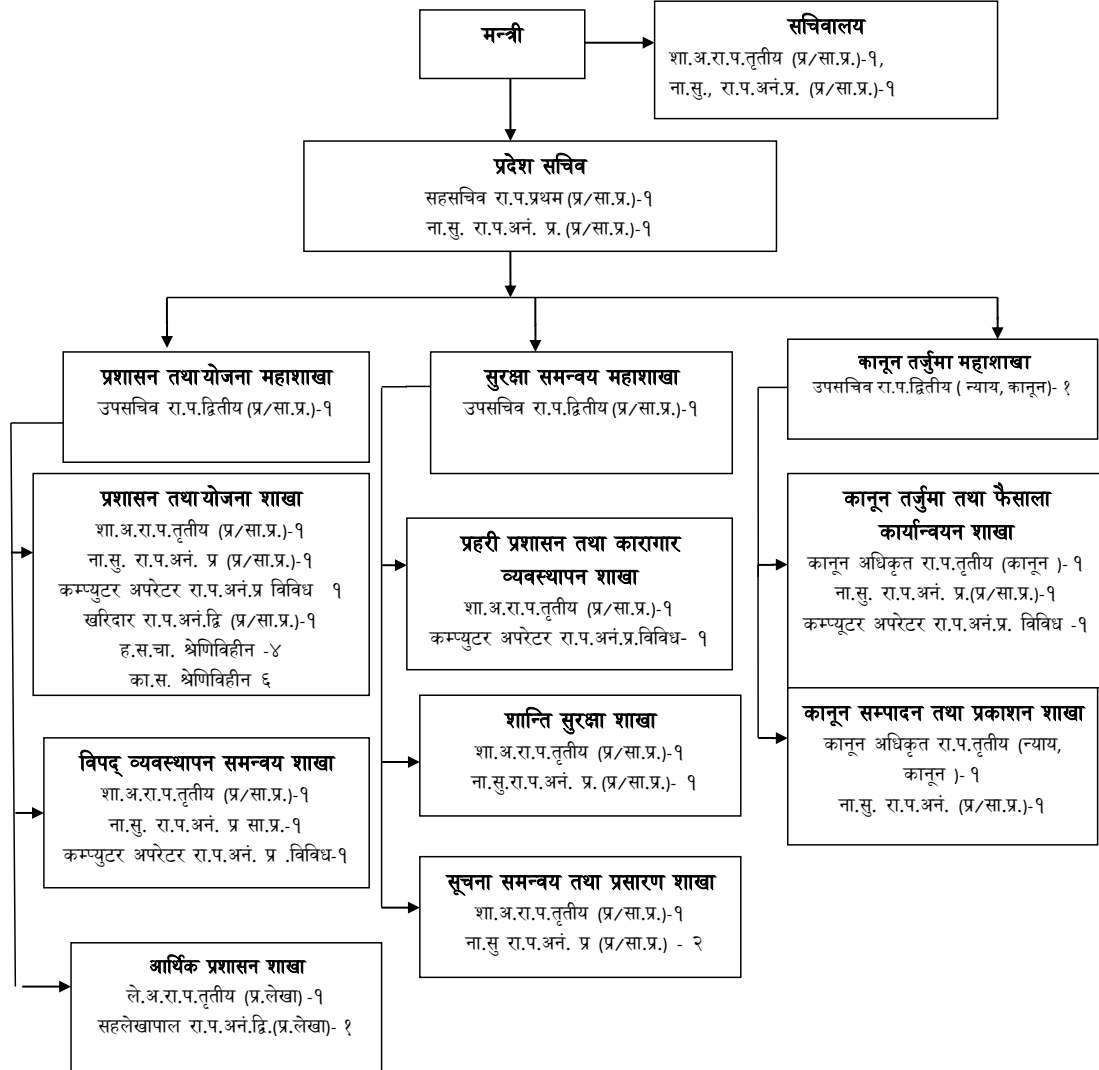 मन्त्री
सचिवालय
शा.अ.रा.प.तृतीय (प्र/सा.प्र.)-१,
ना.सु., रा.प.अनं.प्र. (प्र/सा.प्र.)-१
प्रदेश सचिव
सहसचिव रा.प.प्रथम (प्र/सा.प्र.)-१
ना.सु. रा.प.अनं. प्र. (प्र/सा.प्र.)-१
प्रशासन तथा योजना महाशाखा
उपसचिव रा.प.द्वितीय (प्र/सा.प्र.)-१
प्रशासन तथा योजना शाखा
शा.अ.रा.प.तृतीय (प्र/सा.प्र.)-१
ना.सु. रा.प.अनं. प्र (प्र/सा.प्र.)-१
कम्प्युटर अपरेटर रा.प.अनं.प्र विविध १
खरिदार रा.प.अनं.द्वि (प्र/सा.प्र.)-१
ह.स.चा. श्रेणिविहीन -४
का.स. श्रेणिविहीन ६
विपद् व्यवस्थापन समन्वय शाखा
शा.अ.रा.प.तृतीय (प्र/सा.प्र.)-१
ना.सु. रा.प.अनं. प्र सा.प्र.-१
कम्प्युटर अपरेटर रा.प.अनं. प्र .विविध-१
आर्थिक प्रशासन शाखा
ले.अ.रा.प.तृतीय (प्र.लेखा) -१
सहलेखापाल रा.प.अनं.द्वि.(प्र.लेखा)- १
सुरक्षा समन्वय महाशाखा
उपसचिव रा.प.द्वितीय (प्र/सा.प्र.)-१
प्रहरी प्रशासन तथा कारागार
व्यवस्थापन शाखा
शा.अ.रा.प.तृतीय (प्र/सा.प्र.)-१
कम्प्युटर अपरेटर रा.प.अनं.प्र.विविध- १
शान्ति सुरक्षा शाखा
शा.अ.रा.प.तृतीय (प्र/सा.प्र.)-१
ना.सु.रा.प.अनं. प्र. (प्र/सा.प्र.)- १
सूचना समन्वय तथा प्रसारण शाखा
शा.अ.रा.प.तृतीय (प्र/सा.प्र.)-१
ना.सु रा.प.अनं. प्र (प्र/सा.प्र.) - २
कानून तर्जुमा महाशाखा
उपसचिव रा.प.द्वितीय ( न्याय, कानून)- १
कानून तर्जुमा तथा फैसाला
कार्यान्वयन शाखा
कानून अधिकृत रा.प.तृतीय (कानून )- १
ना.सु. रा.प.अनं. प्र.(प्र/सा.प्र.)-१
कम्प्यूटर अपरेटर रा.प.अनं.प्र. विविध -१
कानून सम्पादन तथा प्रकाशन शाखा
कानून अधिकृत रा.प.तृतीय (न्याय,
कानून )- १
ना.सु. रा.प.अनं. (प्र/सा.प्र.)-१